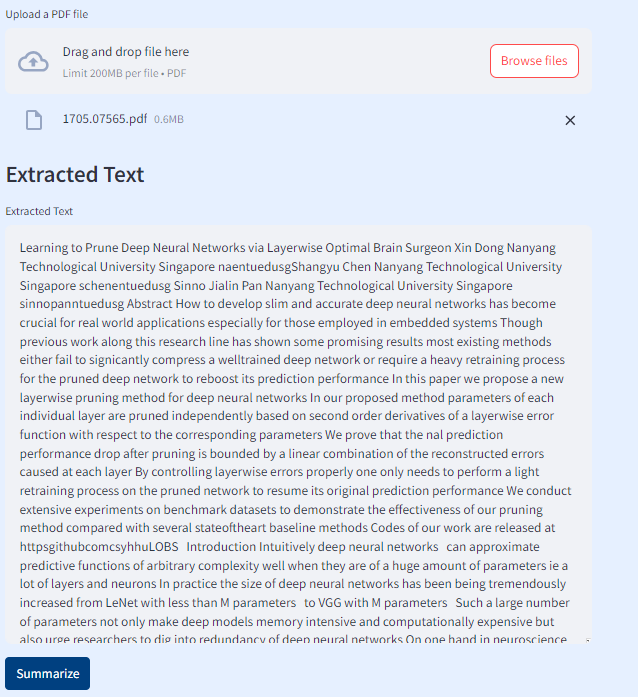 Upload a PDF file
Drag and drop file here
Limit 200MB per file • PDF
Browse files
1705.07565.pdf 0.6MB
Extracted Text
Extracted Text
Learning to Prune Deep Neural Networks via Layerwise Optimal Brain Surgeon Xin Dong Nanyang
Technological University Singapore naentuedusgShangyu Chen Nanyang Technological University
Singapore schenentuedusg Sinno Jialin Pan Nanyang Technological University Singapore
sinnopanntuedusg Abstract How to develop slim and accurate deep neural networks has become
crucial for real world applications especially for those employed in embedded systems Though
previous work along this research line has shown some promising results most existing methods
either fail to signicantly compress a welltrained deep network or require a heavy retraining process
for the pruned deep network to reboost its prediction performance In this paper we propose a new
layerwise pruning method for deep neural networks In our proposed method parameters of each
individual layer are pruned independently based on second order derivatives of a layerwise error
function with respect to the corresponding parameters We prove that the nal prediction
performance drop after pruning is bounded by a linear combination of the reconstructed errors
caused at each layer By controlling layerwise errors properly one only needs to perform a light
retraining process on the pruned network to resume its original prediction performance We conduct
extensive experiments on benchmark datasets to demonstrate the effectiveness of our pruning
method compared with several stateoftheart baseline methods Codes of our work are released at
httpsgithubcomcsyhhuLOBS Introduction Intuitively deep neural networks can approximate
predictive functions of arbitrary complexity well when they are of a huge amount of parameters ie a
lot of layers and neurons In practice the size of deep neural networks has been being tremendously
increased from LeNet with less than M parameters to VGG with M parameters Such a large number
of parameters not only make deep models memory intensive and computationally expensive but
also urge researchers to dig into redundancy of deep neural networks On one hand in neuroscience
Summarize